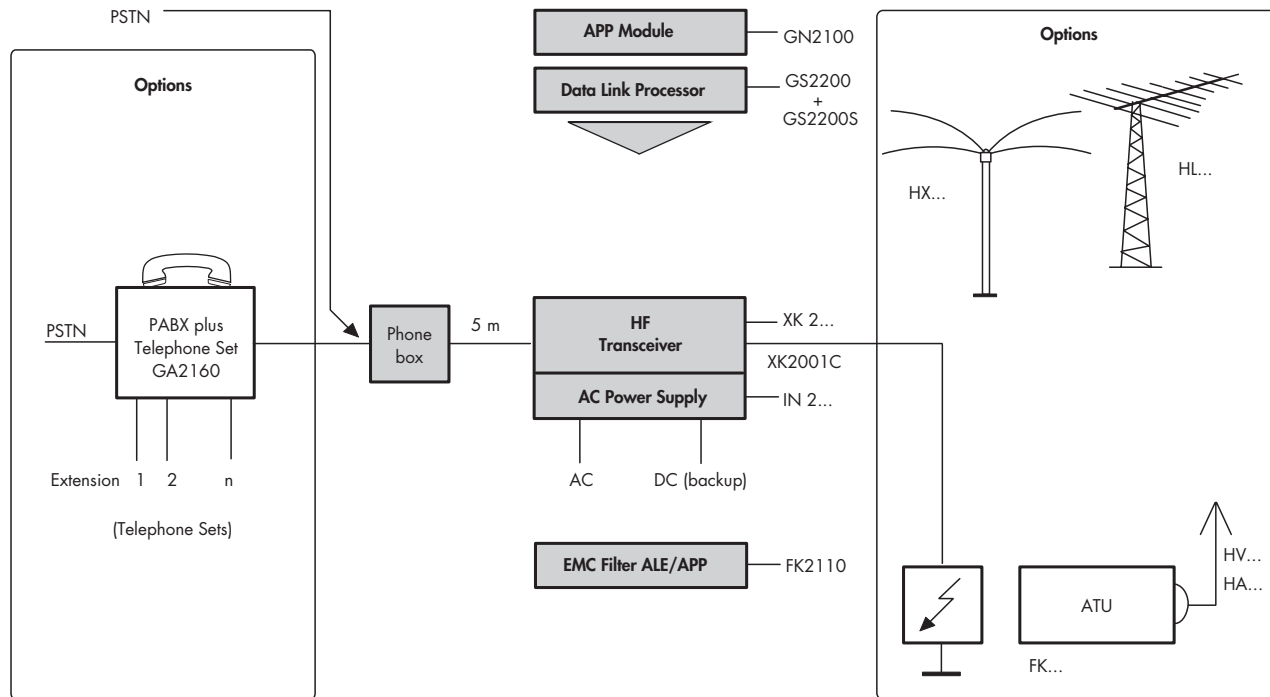 PSTN
Options
PSTN
PABX plus
Telephone Set
GA2160
Extension 1 2 n
(Telephone Sets)
Phone
box
5 m
APP Module
GN2100
Data Link Processor
GS2200
+
GS2200S
HF
Transceiver
XK 2...
XK2001C
AC Power Supply
IN 2...
AC
DC (backup)
EMC Filter ALE/APP
FK2110
Options
HX...
HL...
ATU
FK...
HV...
HA...